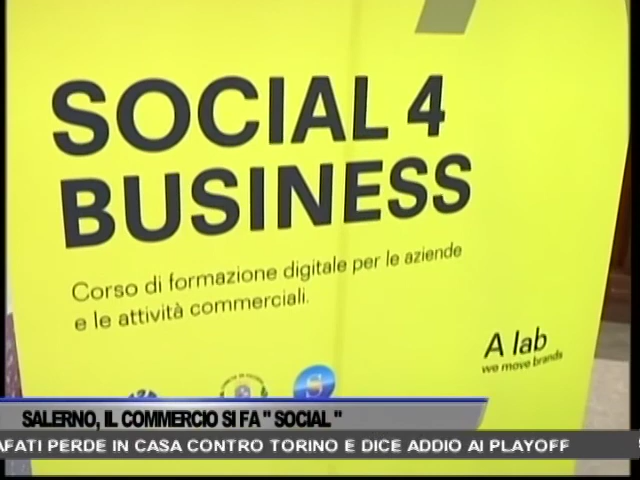 SOCIAL 4
BUSINESS
Corso di formazione digitale per le aziende
e le attività commerciali.
A lab
we move brands
S
SALERNO, IL COMMERCIO SI FA " SOCIAL "
AFATI PERDE IN CASA CONTRO TORINO E DICE ADDIO AI PLAYOFF